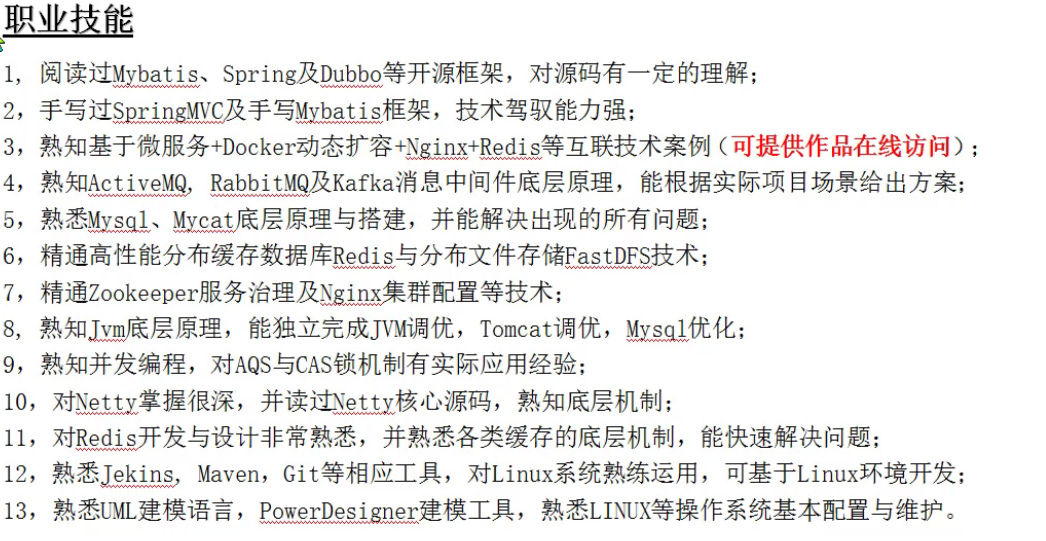 职业技能
1, 阅读过Mybatis、Spring及Dubbo等开源框架，对源码有一定的理解；
2，手写过SpringMVC及手写Mybatis框架，技术驾驭能力强；
3，熟知基于微服务+Docker动态扩容+Nginx+Redis等互联技术案例（可提供作品在线访问）；
4，熟知ActiveMQ, RabbitMQ及Kafka消息中间件底层原理，能根据实际项目场景给出方案；
5，熟悉Mysql、Mycat底层原理与搭建，并能解决出现的所有问题；
6，精通高性能分布缓存数据库Redis与分布文件存储FastDFS技术；
7，精通Zookeeper服务治理及Nginx集群配置等技术；
8, 熟知Jvm底层原理，能独立完成JVM调优，Tomcat调优，Mysql优化；
9，熟知并发编程，对AQS与CAS锁机制有实际应用经验；
10，对Netty掌握很深，并读过Netty核心源码，熟知底层机制；
11，对Redis开发与设计非常熟悉，并熟悉各类缓存的底层机制，能快速解决问题；
12，熟悉Jekins, Maven，Git等相应工具，对Linux系统熟练运用，可基于Linux环境开发；
13，熟悉UML建模语言，PowerDesigner建模工具，熟悉LINUX等操作系统基本配置与维护。